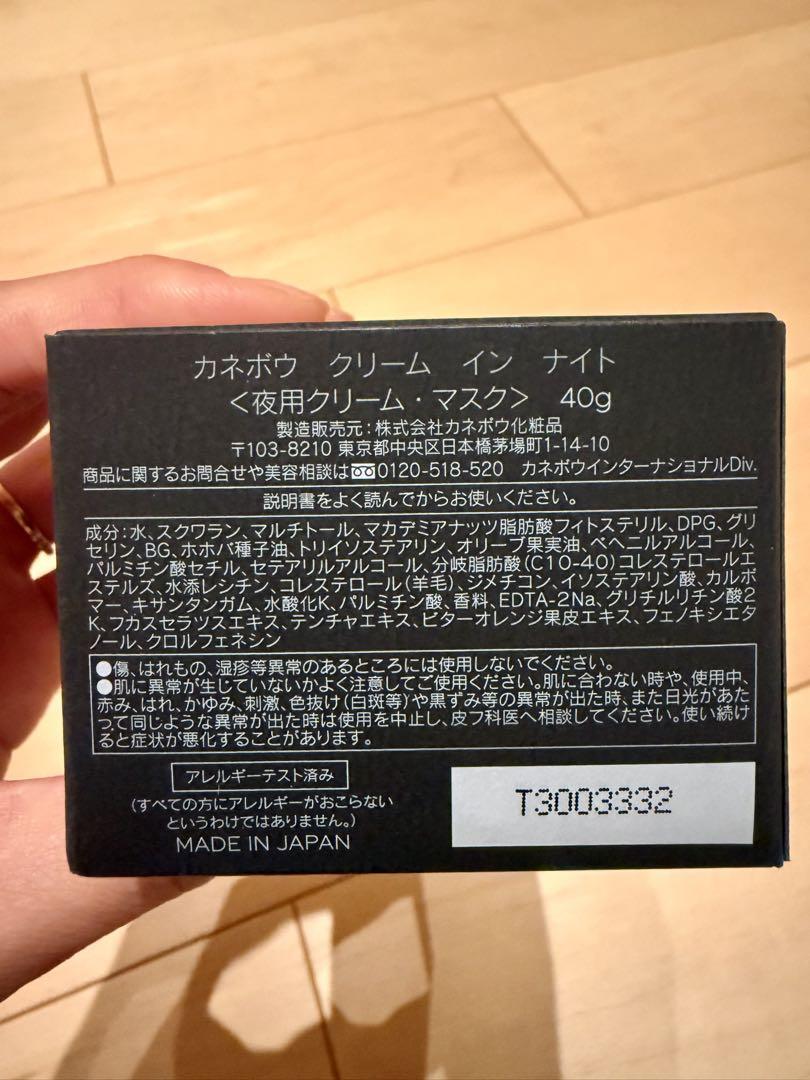 カネボウ クリーム イン ナイト
＜夜用クリーム・マスク＞ 40g
製造販売元：株式会社カネボウ化粧品
〒103-8210 東京都中央区日本橋茅場町1-14-10
商品に関するお問合せや美容相談は 0120-518-520 カネボウインターナショナルDiv.
説明書をよく読んでからお使いください。
成分：水、スクワラン、マルチトール、マカデミアナッツ脂肪酸フィトステリル、DPG、グリ
セリン、BG、ホホバ種子油、トリイソステアリン、オリーブ果実油、ベヘニルアルコール、
パルミチン酸セチル、セテアリルアルコール、分岐脂肪酸(C10-40)コレステロールエ
ステルズ、水添レシチン、コレステロール(羊毛)、ジメチコン、イソステアリン酸、カルボ
マー、キサンタンガム、水酸化K、パルミチン酸、香料、EDTA-2Na、グリチルリチン酸2
K、フカスセラツスエキス、テンチャエキス、ビターオレンジ果皮エキス、フェノキシエタ
ノール、クロルフェネシン
●傷、はれもの、湿疹等異常のあるところには使用しないでください。
●肌に異常が生じていないかよく注意してご使用ください。肌に合わない時や、使用中、
赤み、はれ、かゆみ、刺激、色抜け(白斑等)や黒ずみ等の異常が出た時、また日光があた
って同じような異常が出た時は使用を中止し、皮フ科医へ相談してください。使い続け
ると症状が悪化することがあります。
アレルギーテスト済み
(すべての方にアレルギーがおこらない
というわけではありません。)
MADE IN JAPAN
T3003332